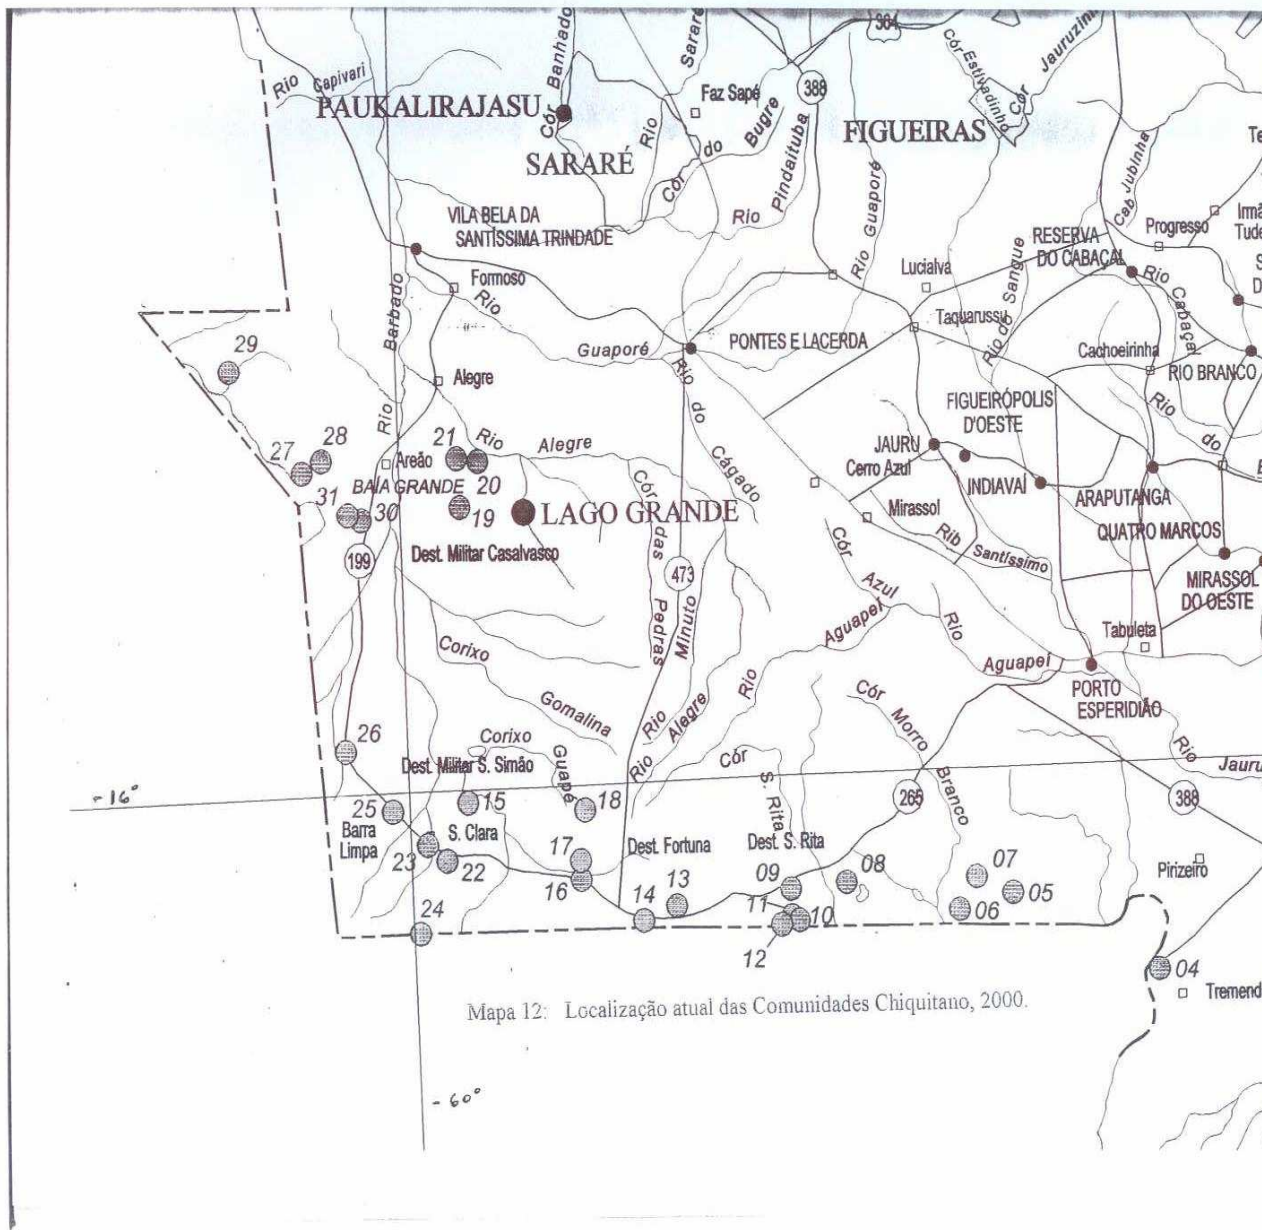 364
Rio Capivari
Cór Banhado
Sararé
Rio
Faz Sapé
388
Cór Estivadinho
Cór Jauruzinho
PAUKALIRAJASU
Cór do Bugre
Rio Pindaituba
FIGUEIRAS
SARARÉ
Rio Guaporé
Cab Jubinha
VILA BELA DA
SANTÍSSIMA TRINDADE
RESERVA
DO CABAÇAL
Progresso
Formoso
Lucialva
Rio do Sangue
Rio Cabaçal
Rio Barbado
Rio Guaporé
Taquarussu
PONTES E LACERDA
Cachoeirinha
RIO BRANCO
29
Alegre
Rio do Cágado
FIGUEIRÓPOLIS
D'OESTE
Rio do
28
27
21
Rio Alegre
JAURU
Cerro Azul
Areão
20
BAÍA GRANDE
Cór das Pedras
INDIAVAÍ
ARAPUTANGA
31
30
19
LAGO GRANDE
Mirassol
Rib Santíssimo
QUATRO MARCOS
Dest. Militar Casalvasco
199
473
Cór Azul
MIRASSOL
DO OESTE
Rio Aguapeí
Aguapeí
Rio Alegre
Minuto
Tabuleta
Corixo Gomalina
PORTO
ESPERIDIÃO
Rio
Rio
Cór Morro Branco
Rio Jauru
26
Corixo Guape
Dest. Militar S. Simão
Cór S. Rita
- 16°
25
15
18
265
388
Barra
Limpa
S. Clara
17
Dest. Fortuna
Dest. S. Rita
23
22
16
13
09
08
07
05
Pirizeiro
24
14
11
10
06
12
04
Mapa 12: Localização atual das Comunidades Chiquitano, 2000.
- 60°